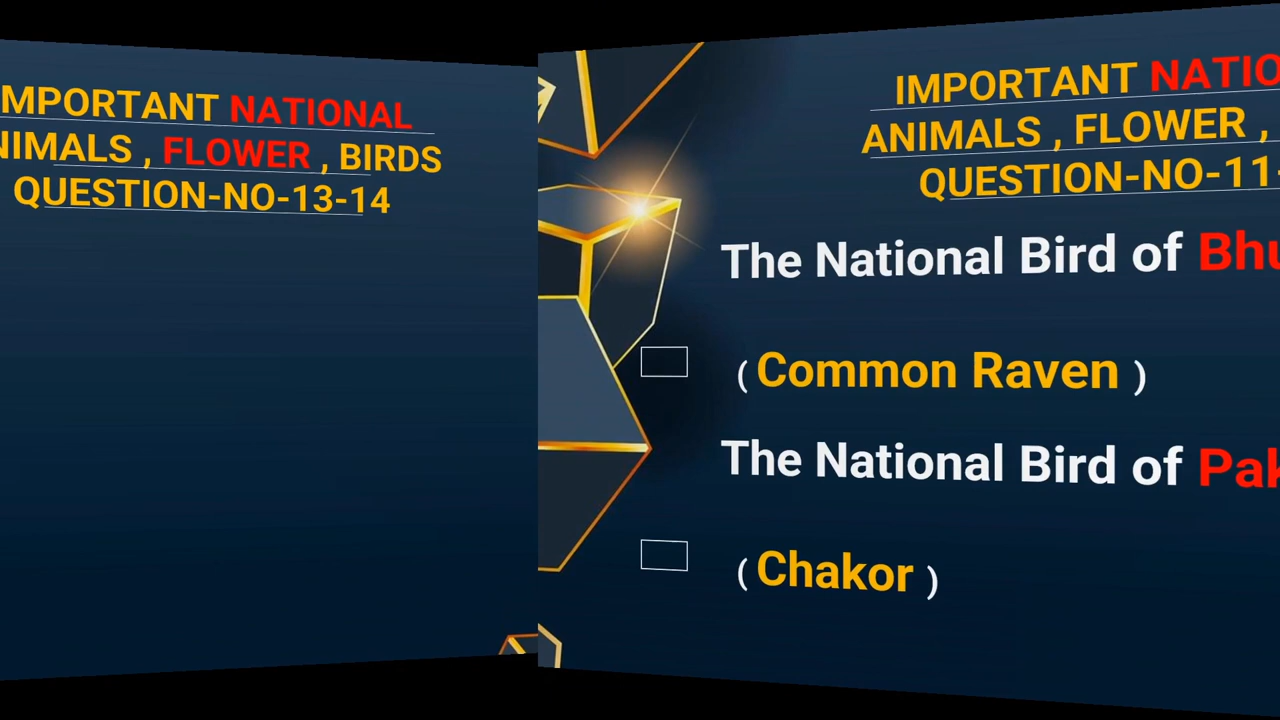 MPORTANT NATIONAL
NIMALS , FLOWER , BIRDS
QUESTION-NO-13-14
IMPORTANT NATIO
ANIMALS , FLOWER ,
QUESTION-NO-11-
The National Bird of Bhu
( Common Raven )
The National Bird of Pak
( Chakor )